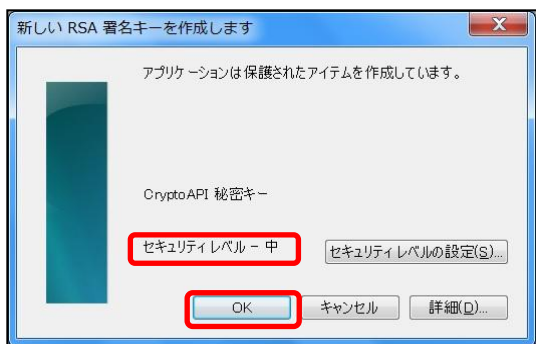 新しい RSA 署名キーを作成します
アプリケーションは保護されたアイテムを作成しています。
CryptoAPI 秘密キー
セキュリティ レベル - 中
セキュリティ レベルの設定(S)...
OK
キャンセル
詳細(D)...